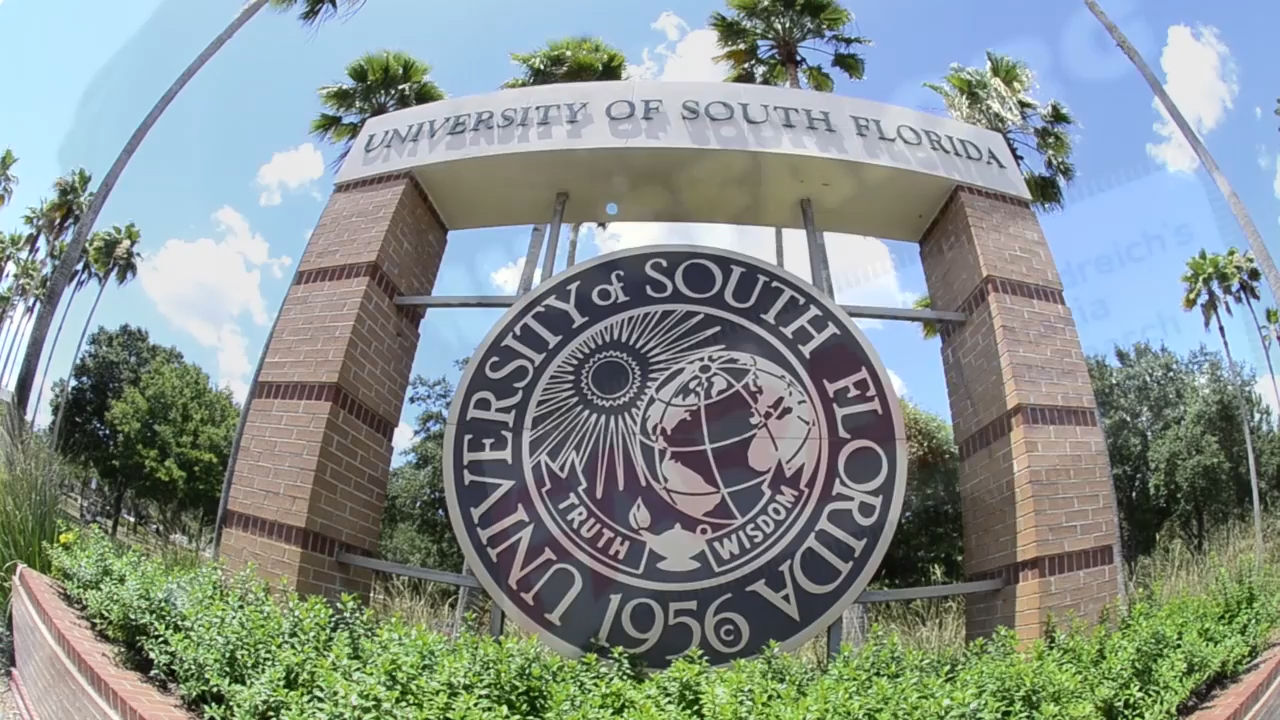 UNIVERSITY OF SOUTH FLORIDA
UNIVERSITY of SOUTH FLORIDA
TRUTH
WISDOM
1956 ©